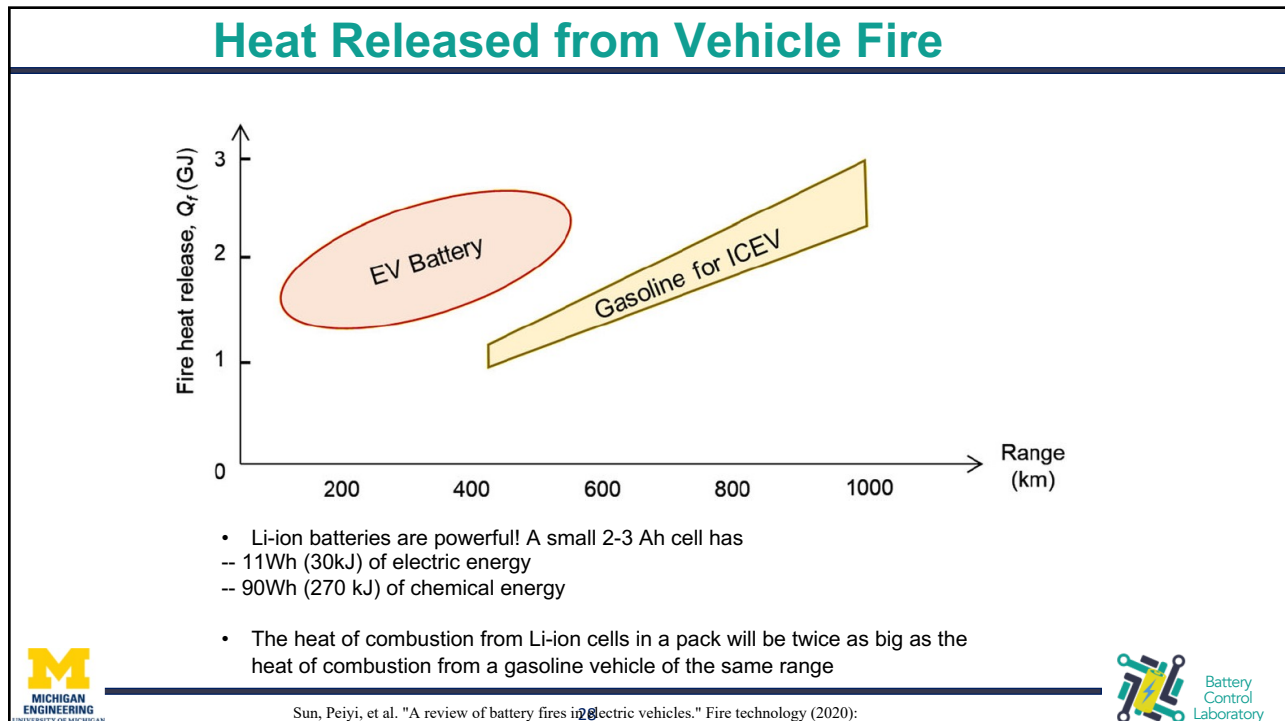 Heat Released from Vehicle Fire
Fire heat release, Qf (GJ)
3
2
1
0
EV Battery
Gasoline for ICEV
200
400
600
800
1000
Range
(km)
• Li-ion batteries are powerful! A small 2-3 Ah cell has
-- 11Wh (30kJ) of electric energy
-- 90Wh (270 kJ) of chemical energy
• The heat of combustion from Li-ion cells in a pack will be twice as big as the
heat of combustion from a gasoline vehicle of the same range
M
MICHIGAN
ENGINEERING
UNIVERSITY OF MICHIGAN
Sun, Peiyi, et al. "A review of battery fires in electric vehicles." Fire technology (2020):
28
Battery
Control
Laboratory